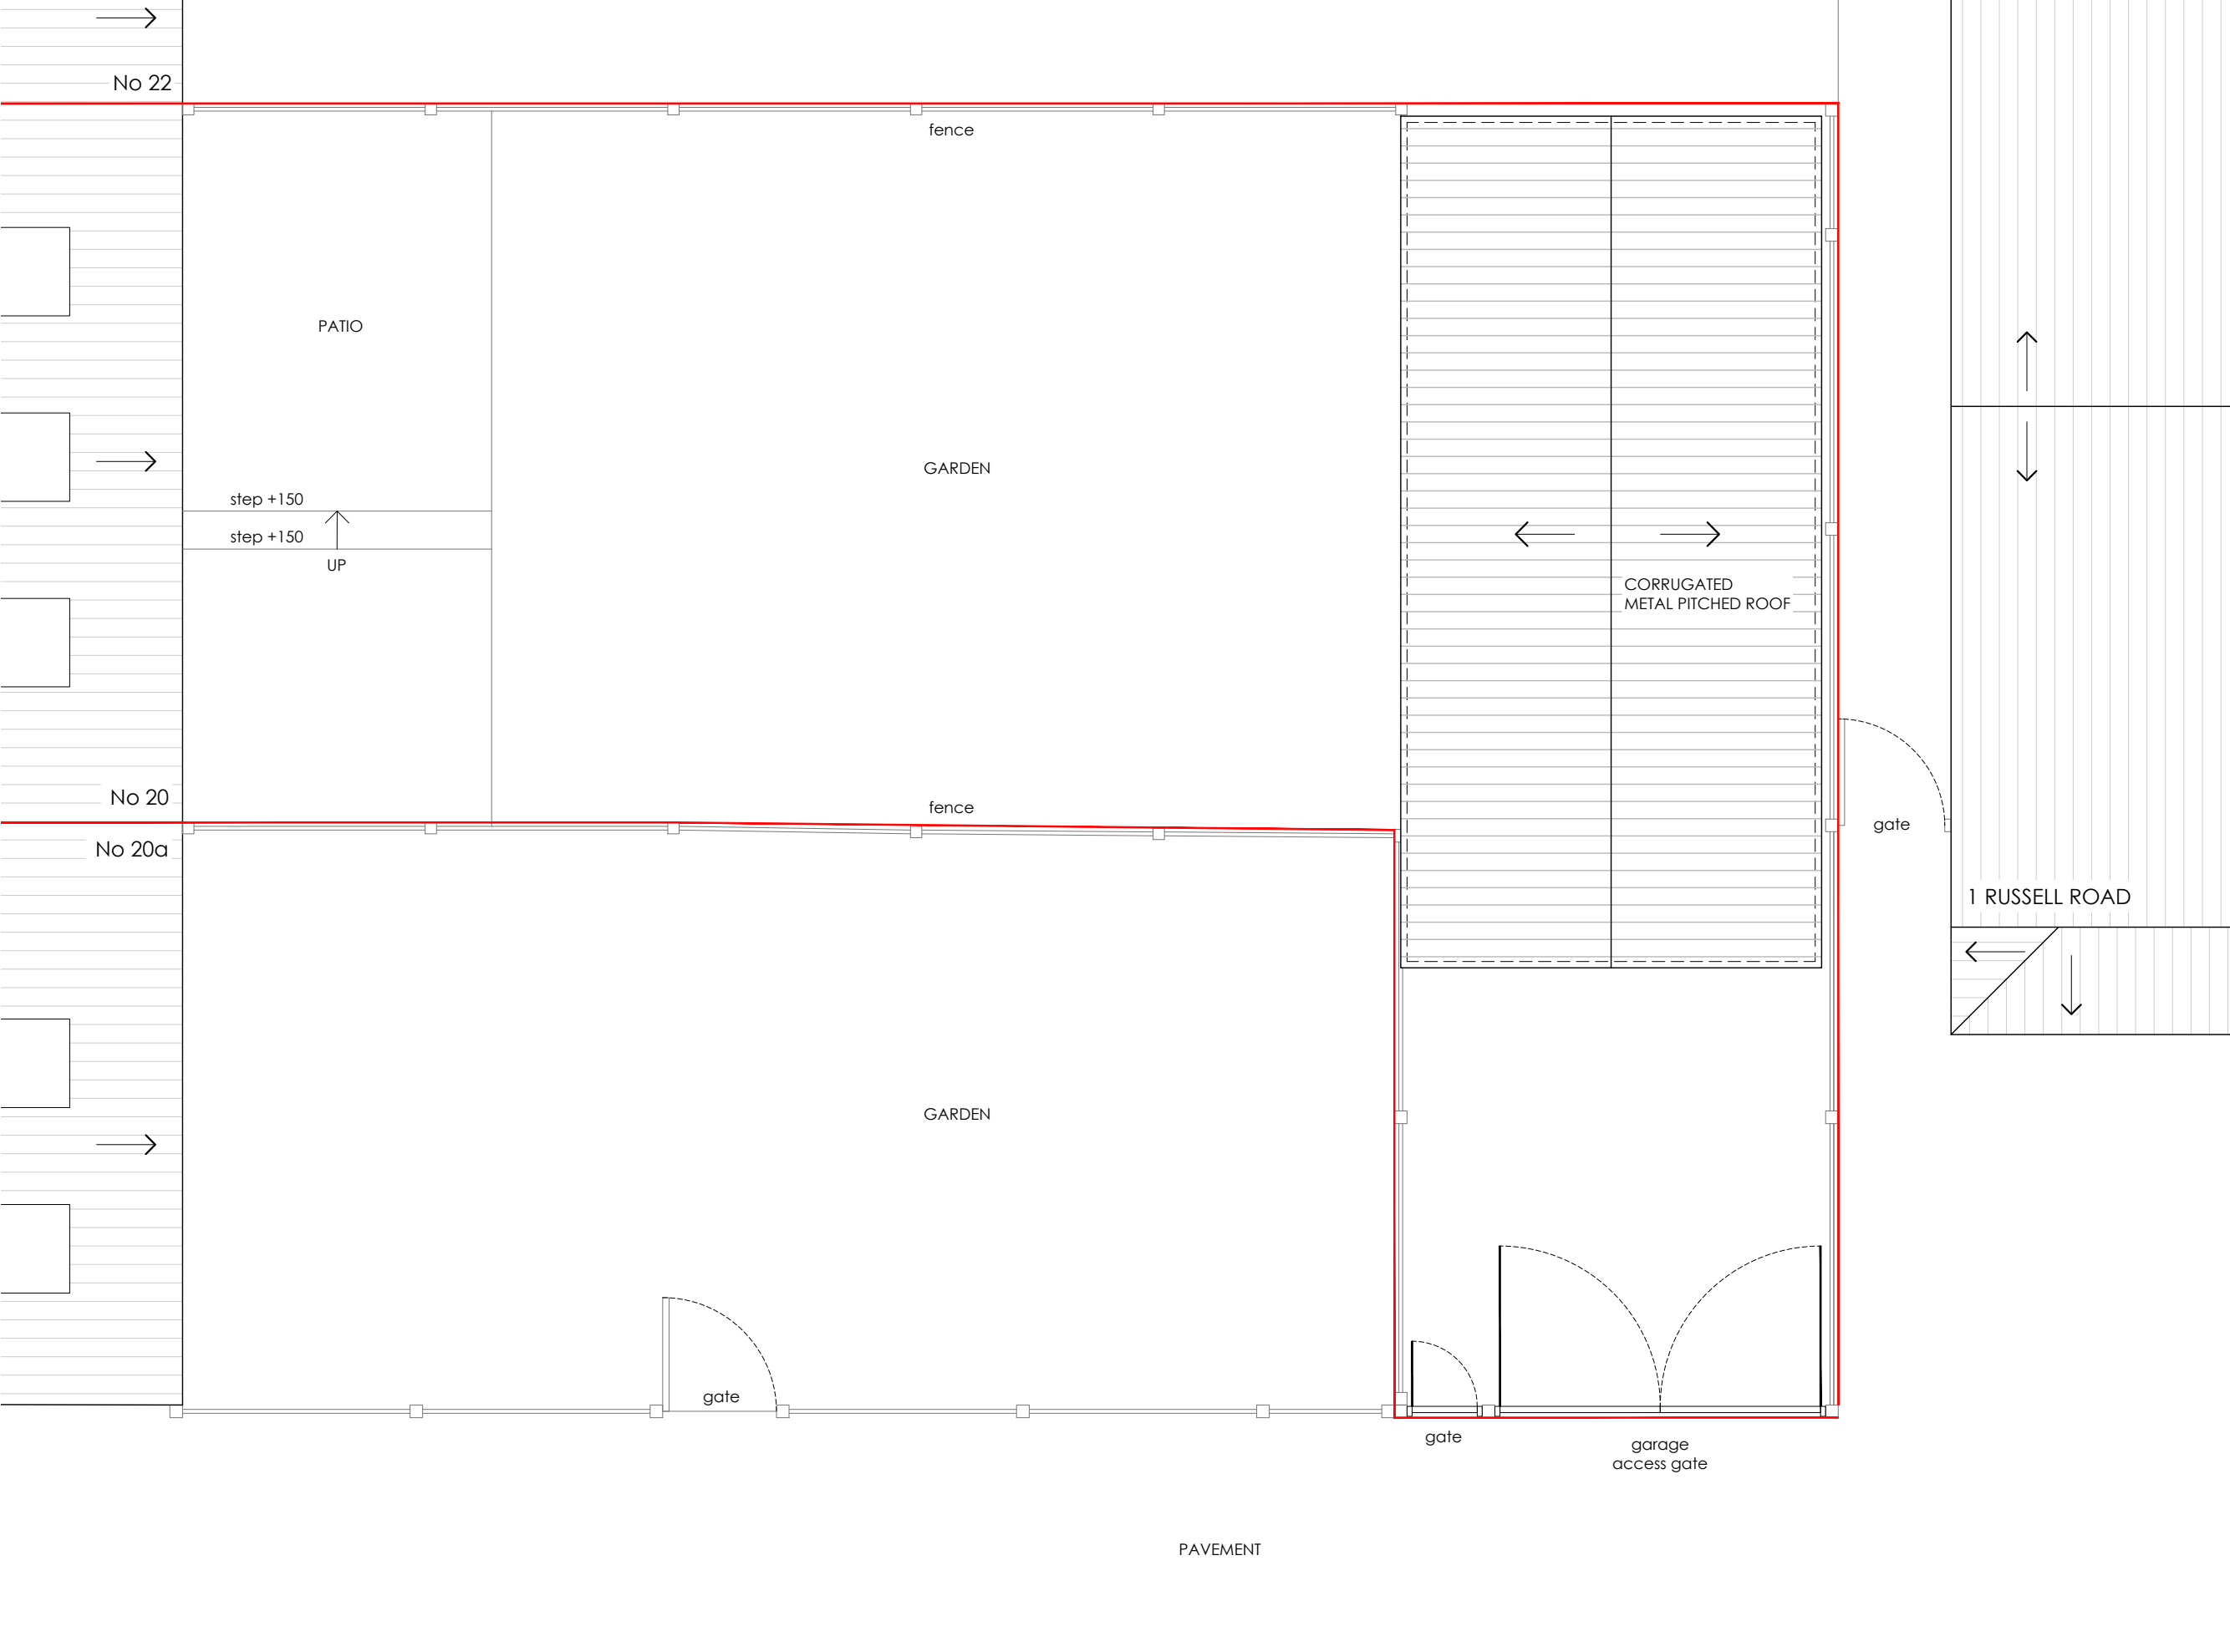 No 22
fence
PATIO
GARDEN
step +150
step +150
UP
CORRUGATED
METAL PITCHED ROOF
No 20
fence
gate
No 20a
1 RUSSELL ROAD
GARDEN
gate
gate
garage
access gate
PAVEMENT